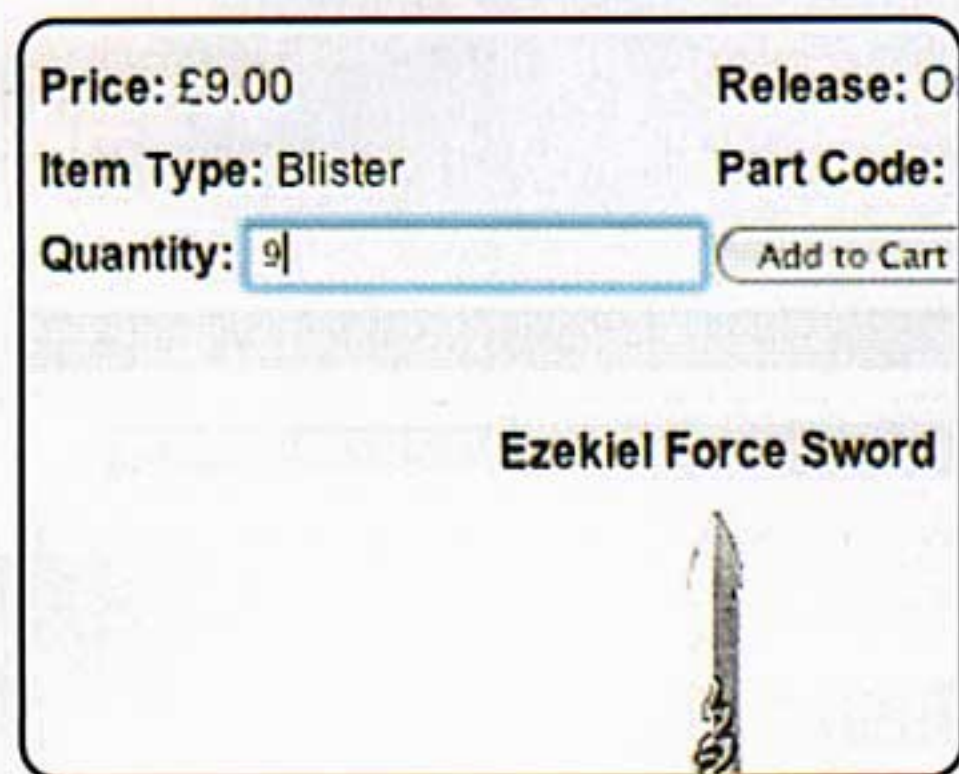 Price: £9.00
Release:
Item Type: Blister
Part Code:
Quantity: 9
Add to Cart
Ezekiel Force Sword